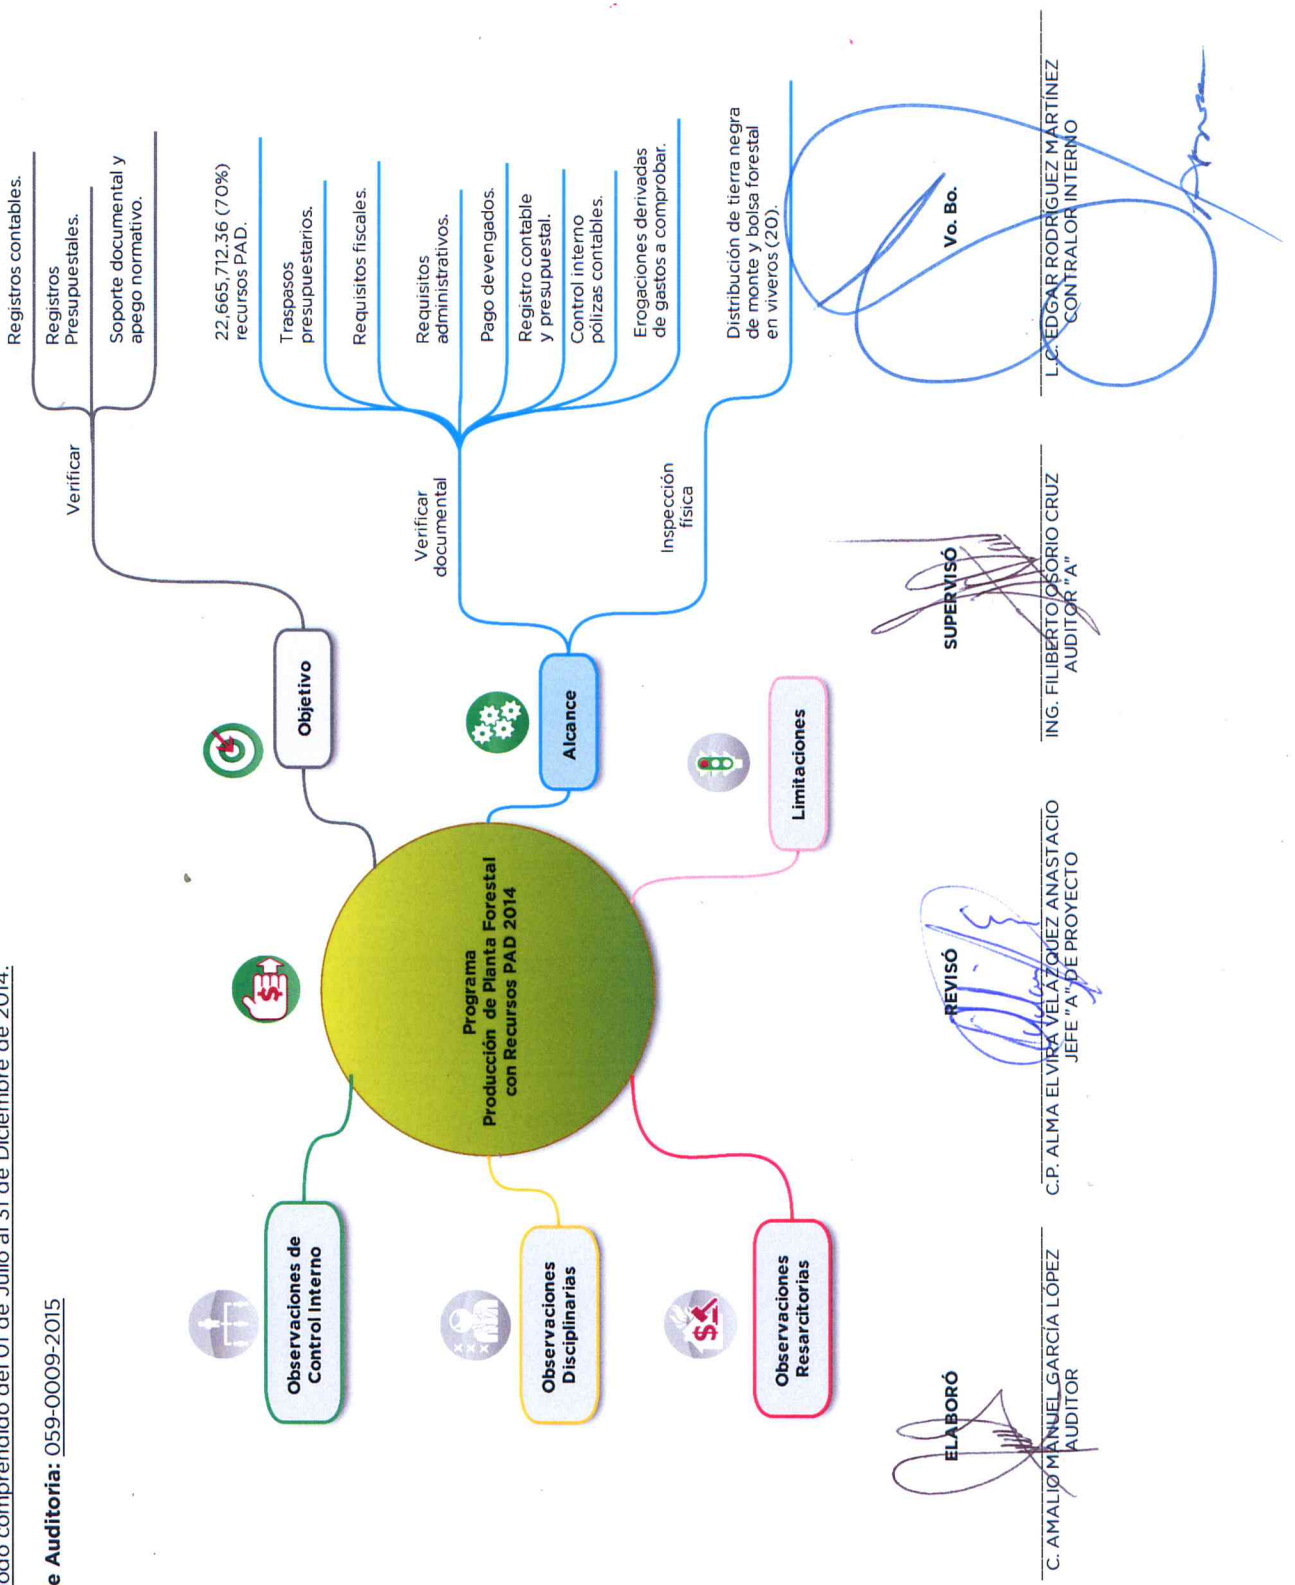 odo comprendido del 01 de Julio al 31 de Diciembre de 2014.
e Auditoria: 059-0009-2015
Programa
Producción de Planta Forestal
con Recursos PAD 2014
Objetivo
Verificar
Registros contables.
Registros
Presupuestales.
Soporte documental y
apego normativo.
Alcance
Verificar
documental
22,665,712.36 (70%)
recursos PAD.
Traspasos
presupuestarios.
Requisitos fiscales.
Requisitos
administrativos.
Pago devengados.
Registro contable
y presupuestal.
Control interno
pólizas contables.
Erogaciones derivadas
de gastos a comprobar.
Inspección
física
Distribución de tierra negra
de monte y bolsa forestal
en viveros (20).
Limitaciones
Observaciones de
Control Interno
Observaciones
Disciplinarias
Observaciones
Resarcitorias
ELABORÓ
C. AMALIO MANUEL GARCÍA LÓPEZ
AUDITOR
REVISÓ
C.P. ALMA ELVIRA VELÁZQUEZ ANASTACIO
JEFE "A" DE PROYECTO
SUPERVISÓ
ING. FILIBERTO OSORIO CRUZ
AUDITOR "A"
Vo. Bo.
L.C. EDGAR RODRÍGUEZ MARTÍNEZ
CONTRALOR INTERNO